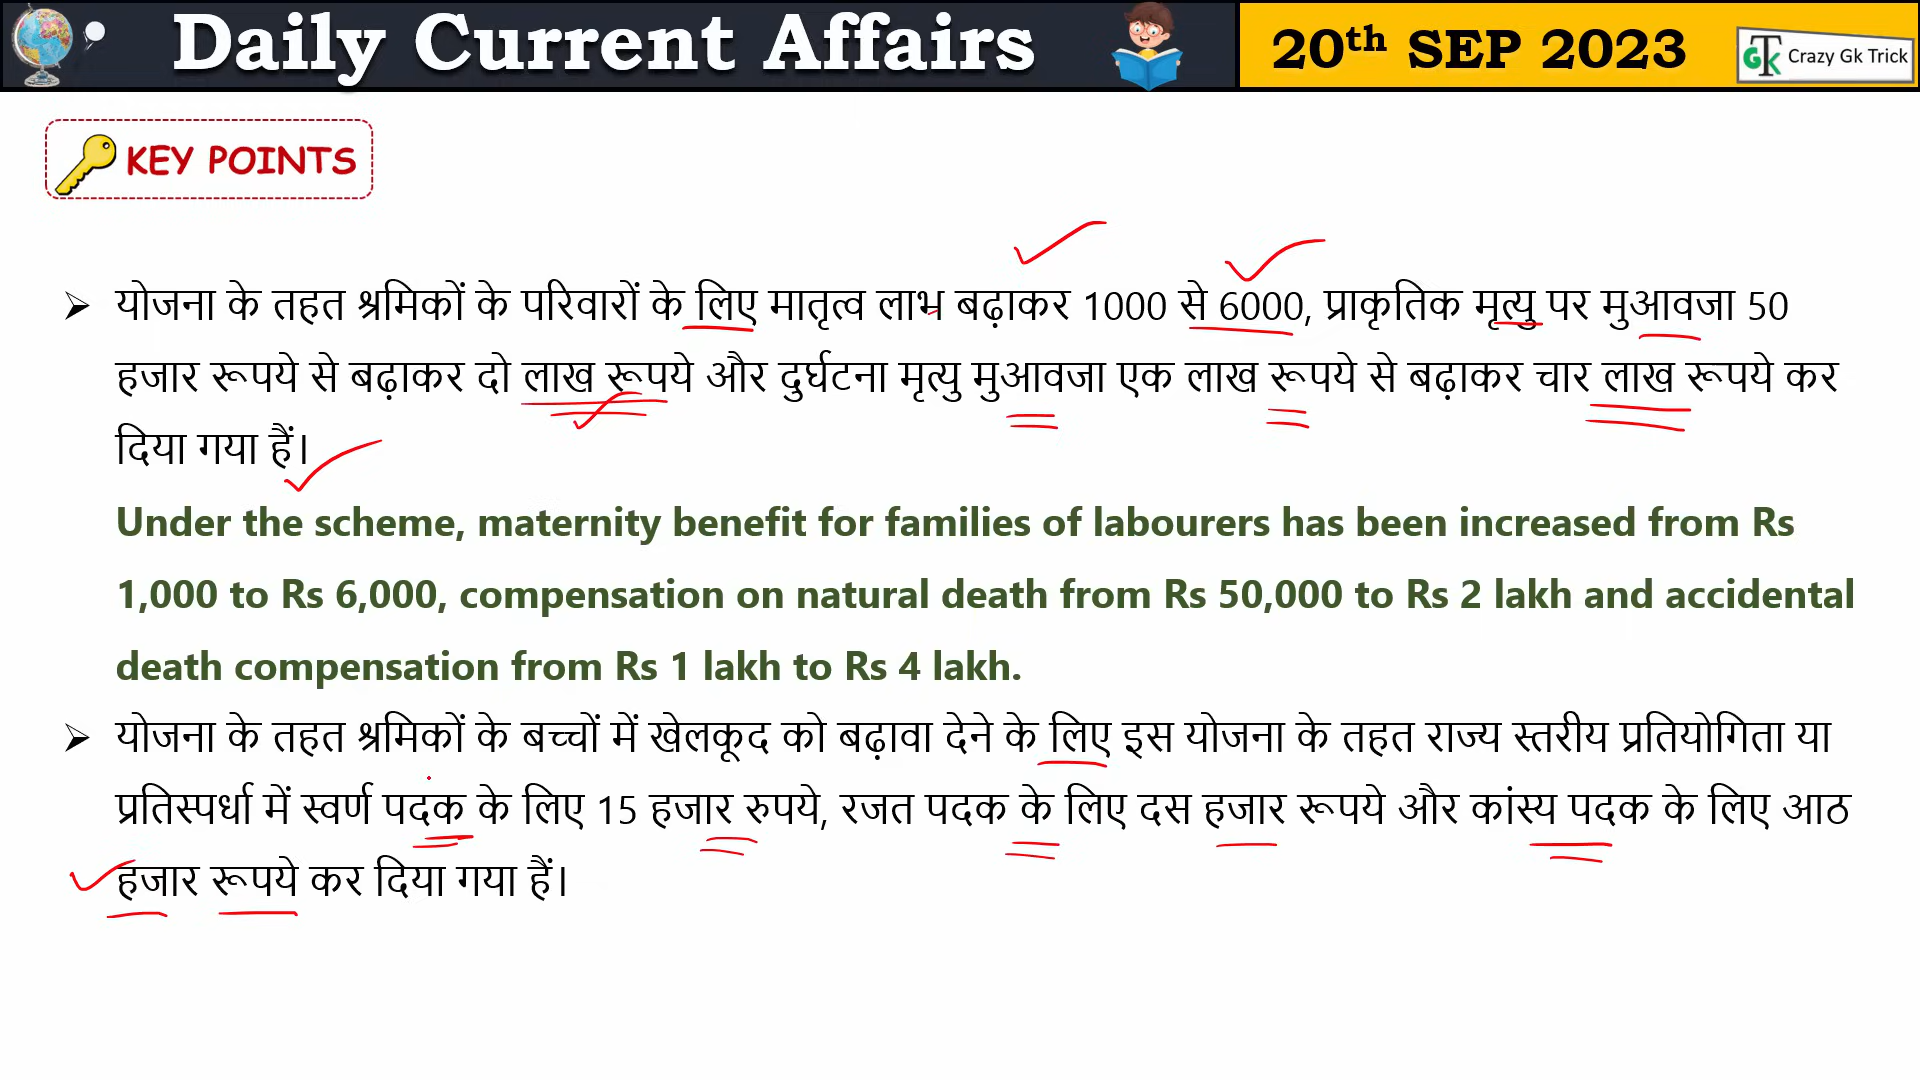 Daily Current Affairs
20th SEP 2023
GTK Crazy Gk Trick
KEY POINTS
➢ योजना के तहत श्रमिकों के परिवारों के लिए मातृत्व लाभ बढ़ाकर 1000 से 6000, प्राकृतिक मृत्यु पर मुआवजा 50
हजार रूपये से बढ़ाकर दो लाख रूपये और दुर्घटना मृत्यु मुआवजा एक लाख रूपये से बढ़ाकर चार लाख रूपये कर
दिया गया हैं।
Under the scheme, maternity benefit for families of labourers has been increased from Rs
1,000 to Rs 6,000, compensation on natural death from Rs 50,000 to Rs 2 lakh and accidental
death compensation from Rs 1 lakh to Rs 4 lakh.
➢ योजना के तहत श्रमिकों के बच्चों में खेलकूद को बढ़ावा देने के लिए इस योजना के तहत राज्य स्तरीय प्रतियोगिता या
प्रतिस्पर्धा में स्वर्ण पदक के लिए 15 हजार रुपये, रजत पदक के लिए दस हजार रूपये और कांस्य पदक के लिए आठ
हजार रूपये कर दिया गया हैं।